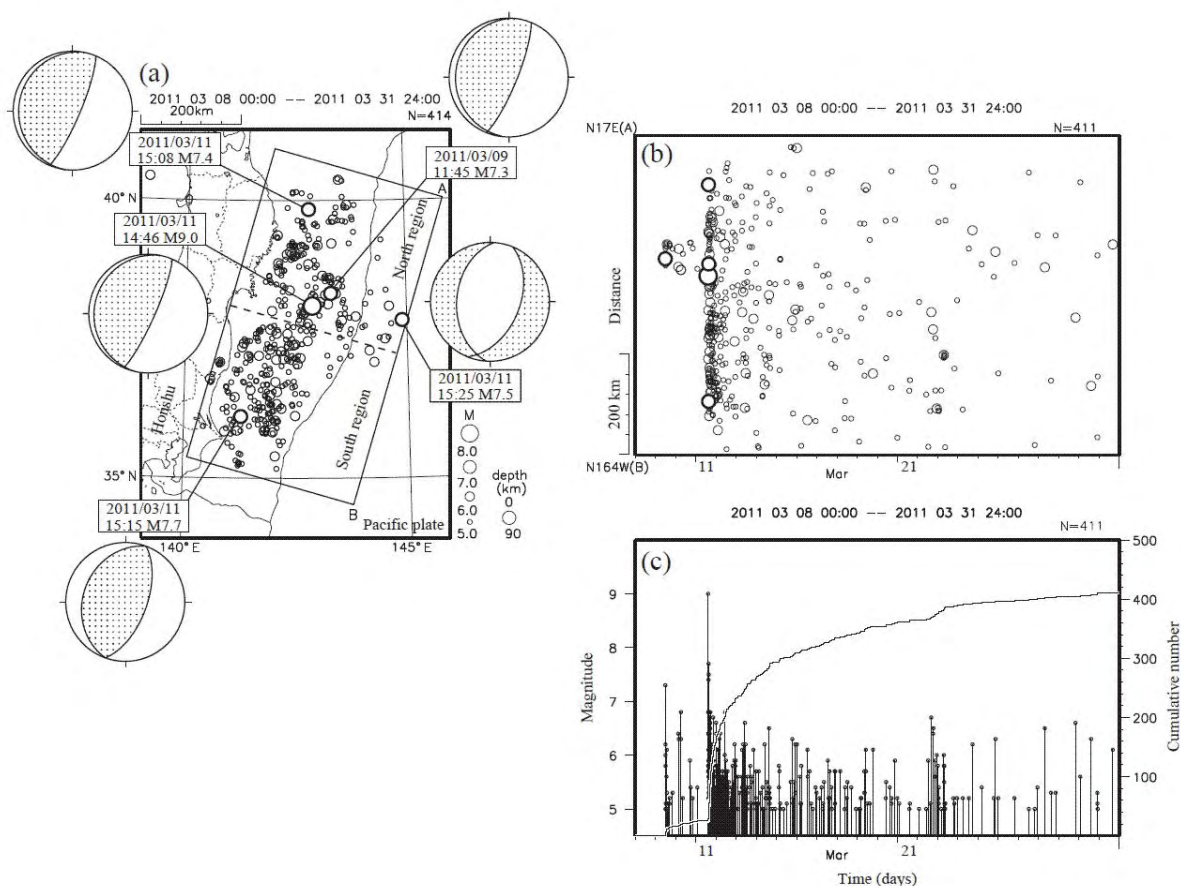 (a)
2011 03 08 00:00 -- 2011 03 31 24:00
200km
N=414
2011/03/11
15:08 M7.4
2011/03/09
11:45 M7.3
40° N
A
2011/03/11
14:46 M9.0
North region
2011/03/11
15:25 M7.5
Honshu
South region
M
8.0
7.0
6.0
5.0
depth
(km)
0
90
35° N
2011/03/11
15:15 M7.7
B
Pacific plate
140° E
145° E
2011 03 08 00:00 -- 2011 03 31 24:00
N17E(A)
N=411
(b)
Distance
200 km
N164W(B)
11
Mar
21
2011 03 08 00:00 -- 2011 03 31 24:00
N=411
(c)
9
8
7
6
5
Magnitude
500
400
300
200
100
Cumulative number
11
Mar
21
Time (days)